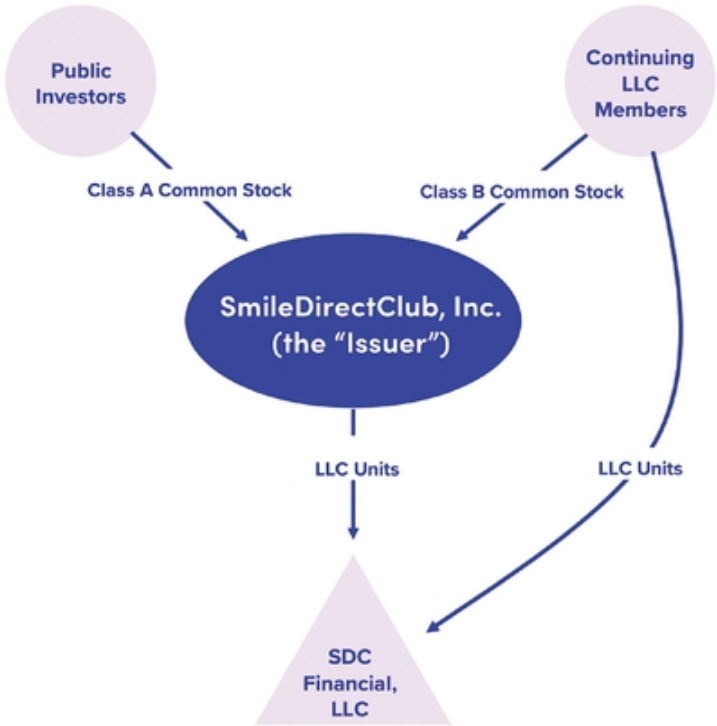 Public
Investors
Continuing
LLC
Members
Class A Common Stock
Class B Common Stock
SmileDirectClub, Inc.
(the “Issuer”)
LLC Units
LLC Units
SDC
Financial,
LLC